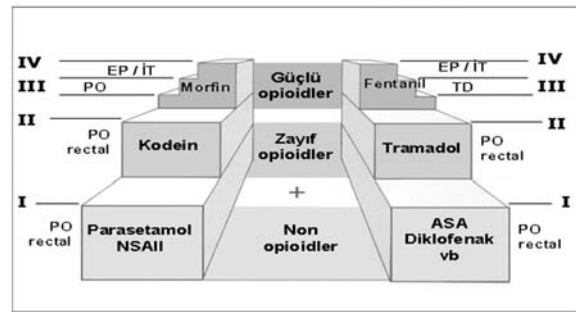 IV
EP / İT
III
PO
Morfin
Güçlü
opioidler
Fentanil
EP / İT
IV
TD
III
II
PO
rectal
Kodein
Zayıf
opioidler
Tramadol
PO
rectal
II
+
I
PO
rectal
Parasetamol
NSAII
Non
opioidler
ASA
Diklofenak
vb
PO
rectal
I